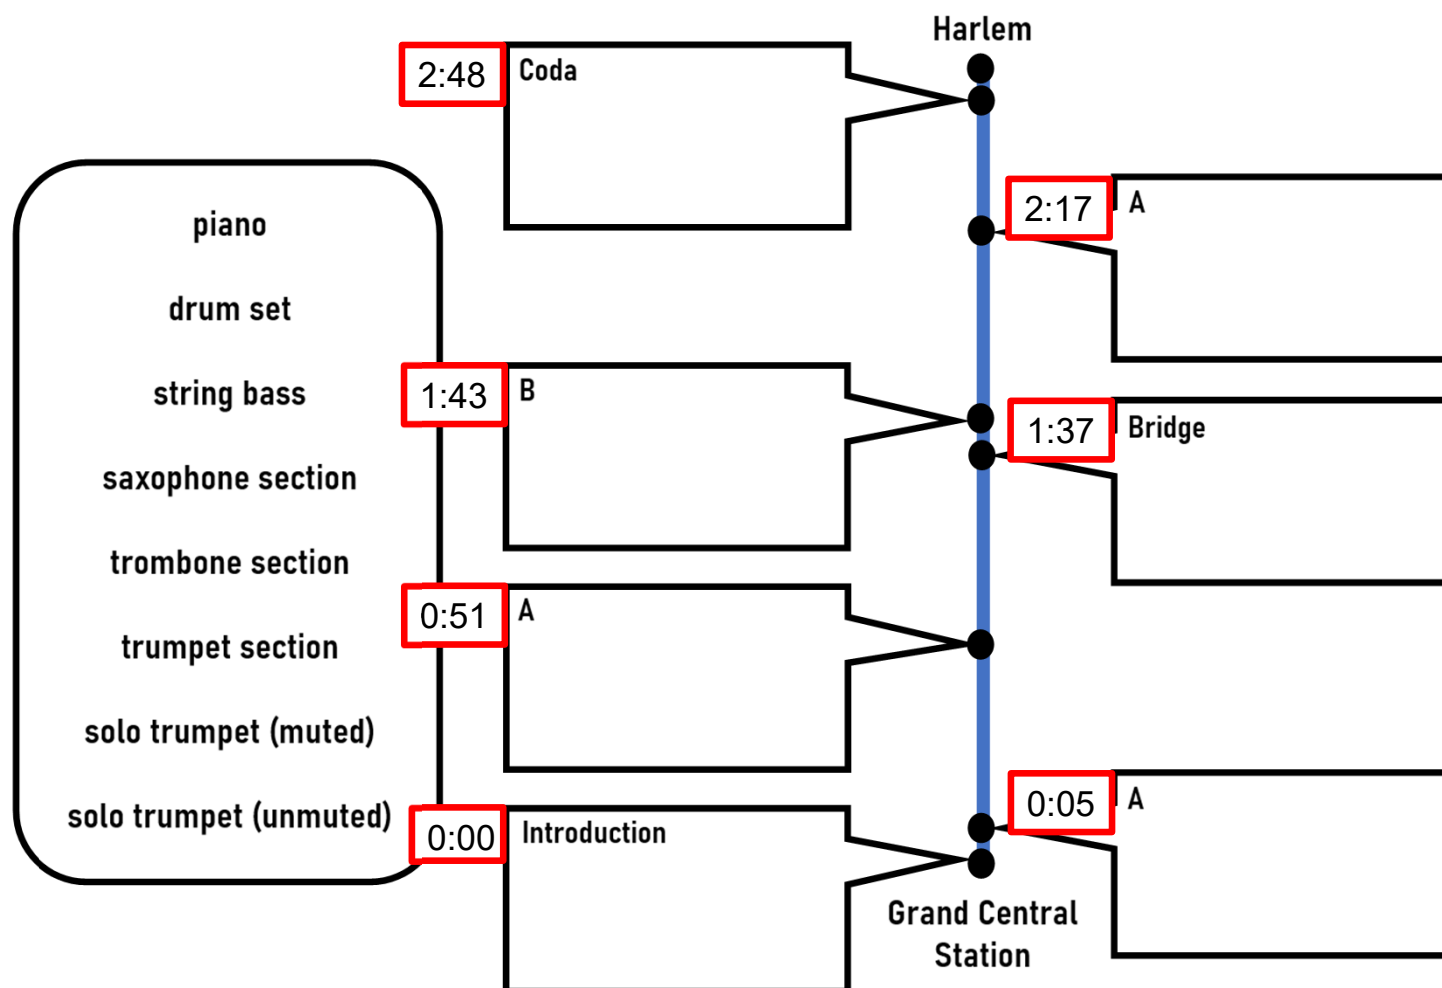 Harlem
2:48
Coda
2:17
A
piano
drum set
string bass
saxophone section
trombone section
trumpet section
solo trumpet (muted)
solo trumpet (unmuted)
1:43
B
1:37
Bridge
0:51
A
0:05
A
0:00
Introduction
Grand Central
Station